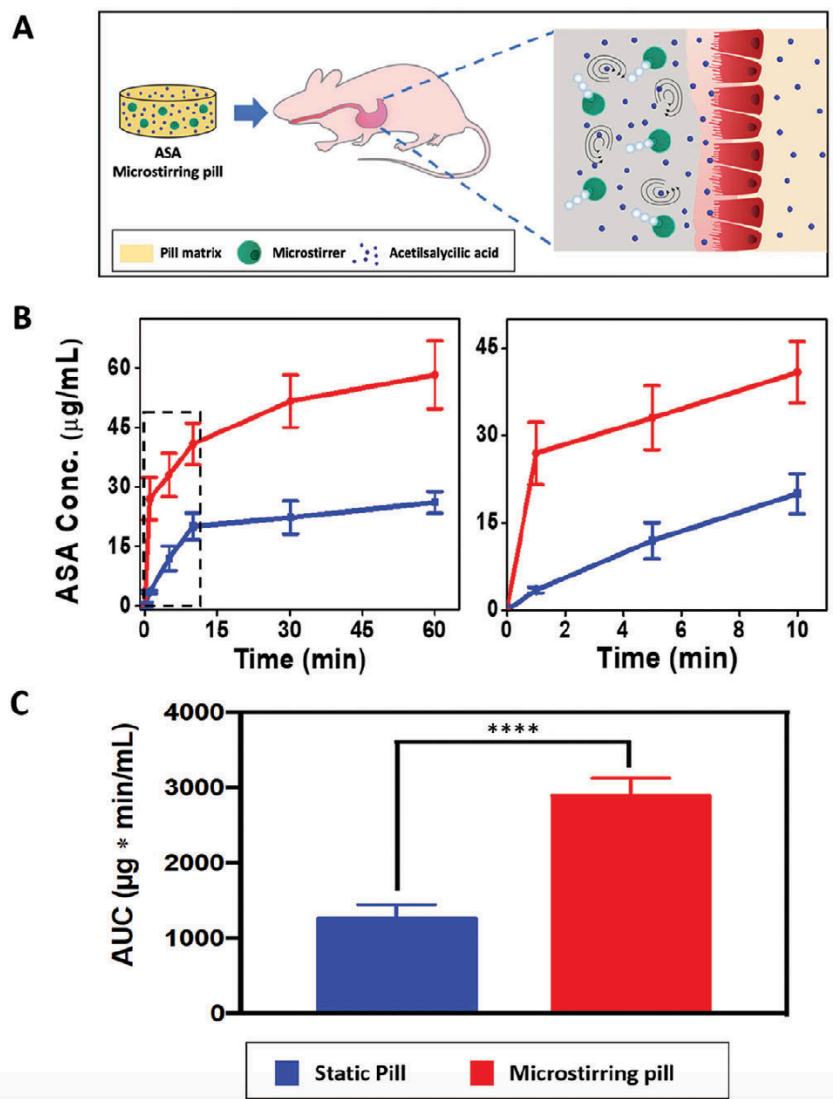 A
ASA
Microstirring pill
Pill matrix
Microstirrer
Acetilsalycilic acid
B
ASA Conc. (μg/mL)
60
45
30
15
0
0
15
30
45
60
Time (min)
45
30
15
0
0
2
4
6
8
10
Time (min)
C
AUC (μg * min/mL)
4000
3000
2000
1000
0
****
Static Pill
Microstirring pill